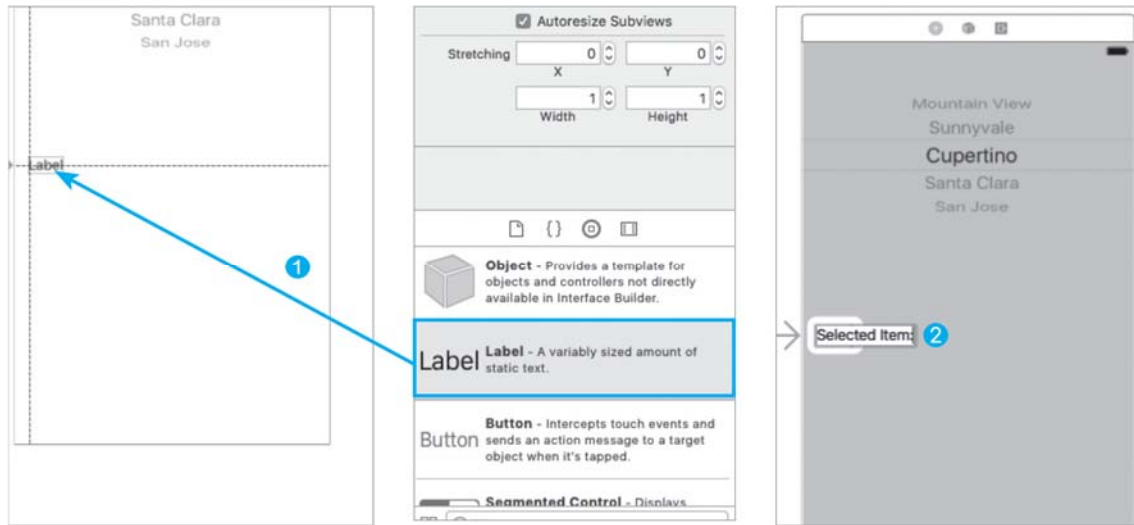 Santa Clara
San Jose
Label
1
Autoresize Subviews
Stretching 0 0
X Y
1 1
Width Height
{}
Object - Provides a template for
objects and controllers not directly
available in Interface Builder.
Label
Label - A variably sized amount of
static text.
Button
Button - Intercepts touch events and
sends an action message to a target
object when it's tapped.
Segmented Control - Displays
Mountain View
Sunnyvale
Cupertino
Santa Clara
San Jose
Selected Item: 2